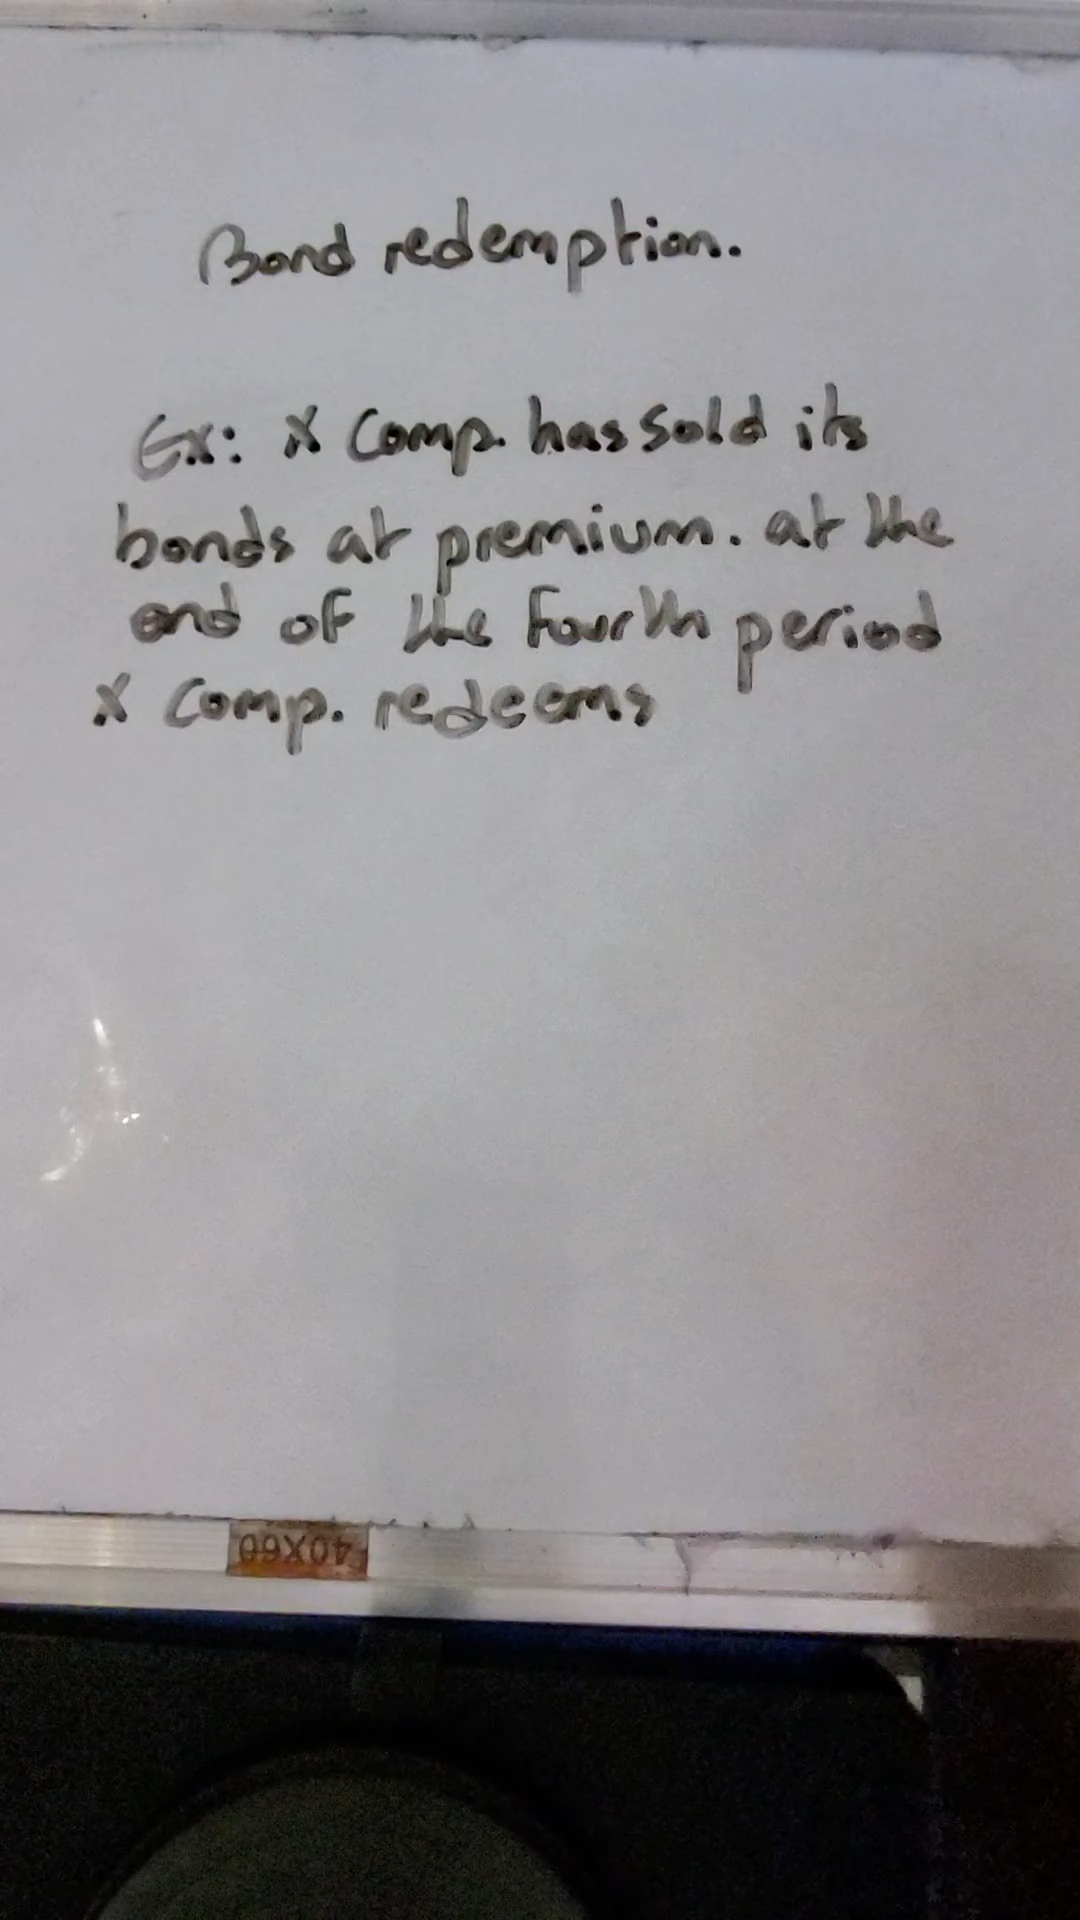 Bond redemption.
Ex: X Comp. has sold its
bonds at premium. at the
end of the fourth period
X Comp. redeems
40X60